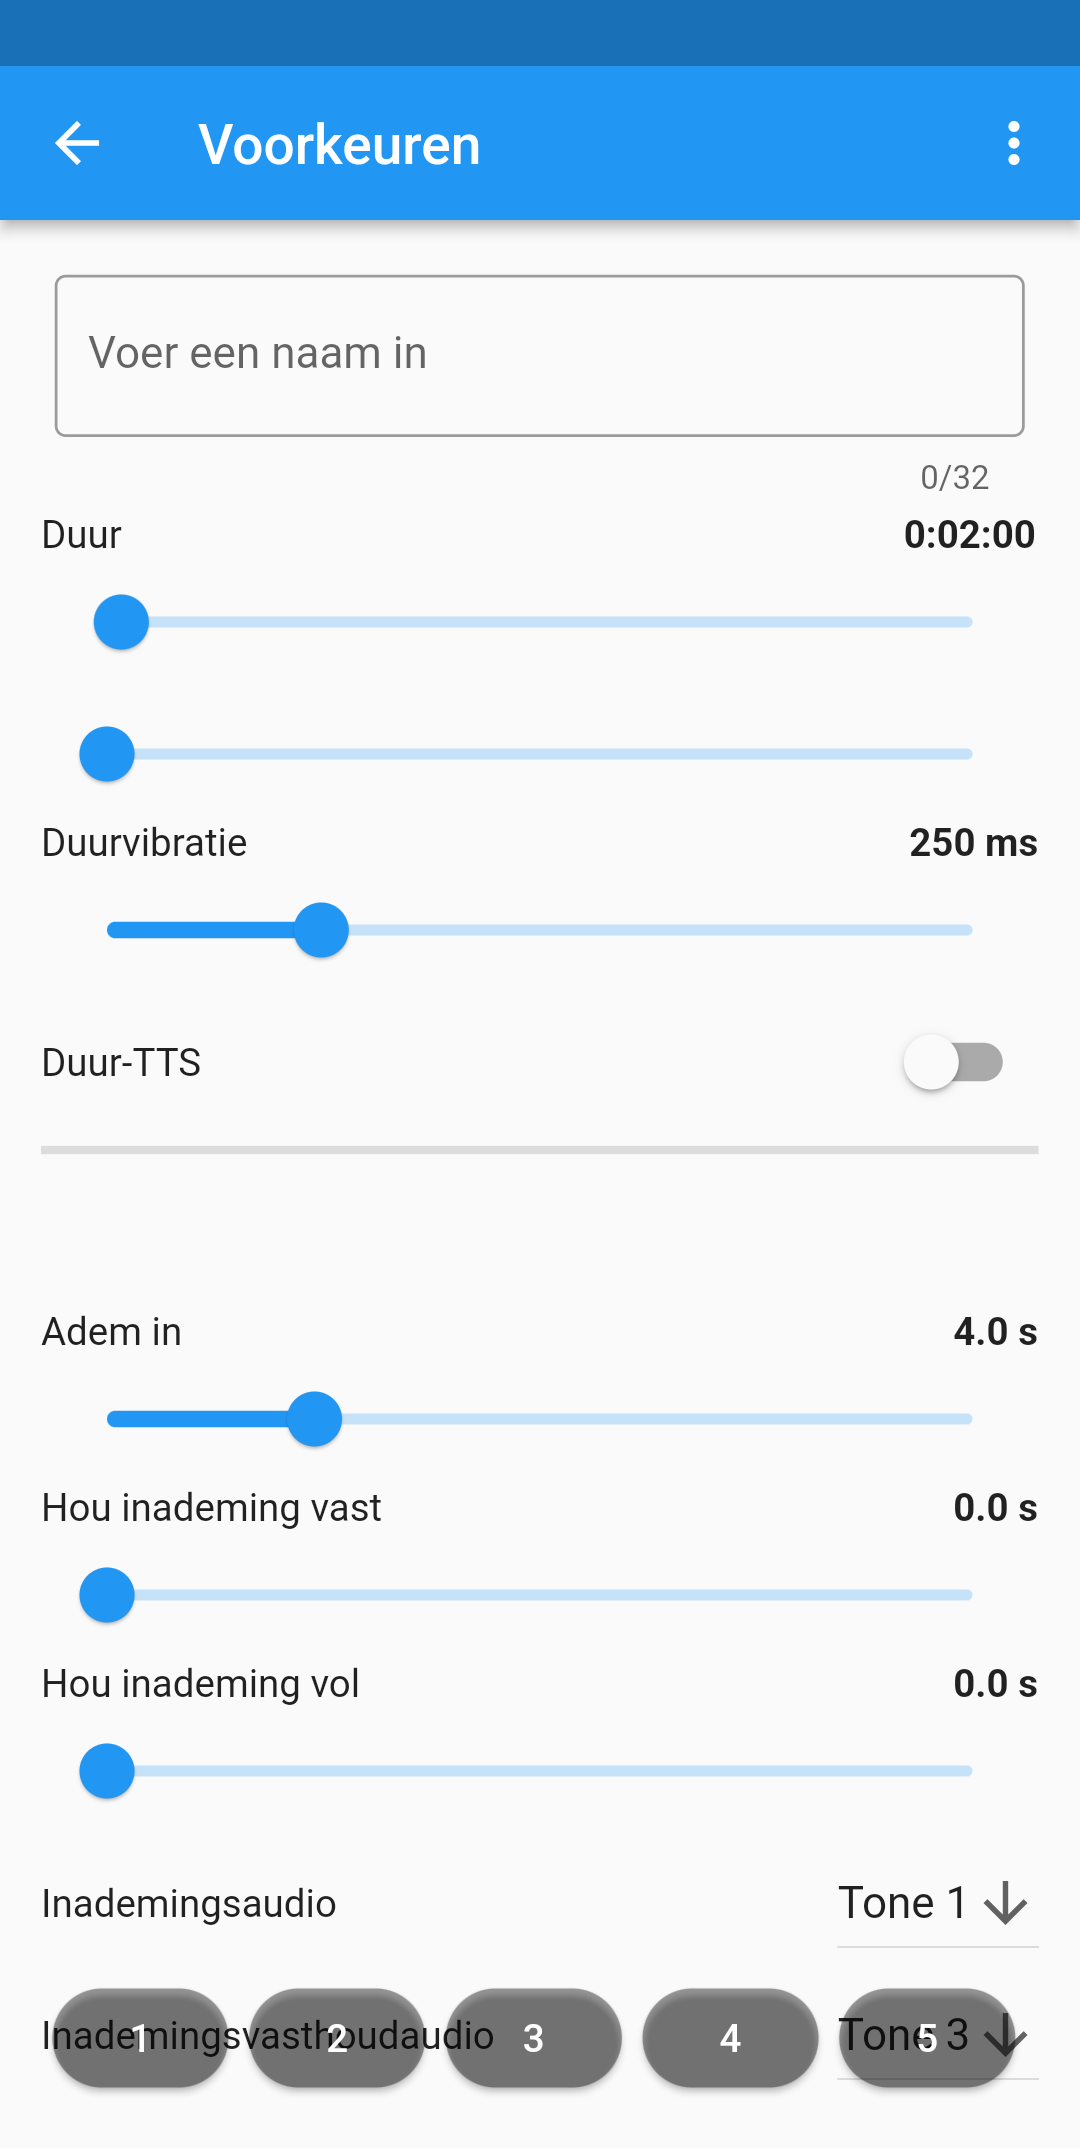 Voorkeuren
Voer een naam in
0/32
Duur 0:02:00
Duurvibratie 250 ms
Duur-TTS
Adem in 4.0 s
Hou inademing vast 0.0 s
Hou inademing vol 0.0 s
Inademingsaudio Tone 1
Inademingsvasthoudaudio Tone 3
1 2 3 4 5